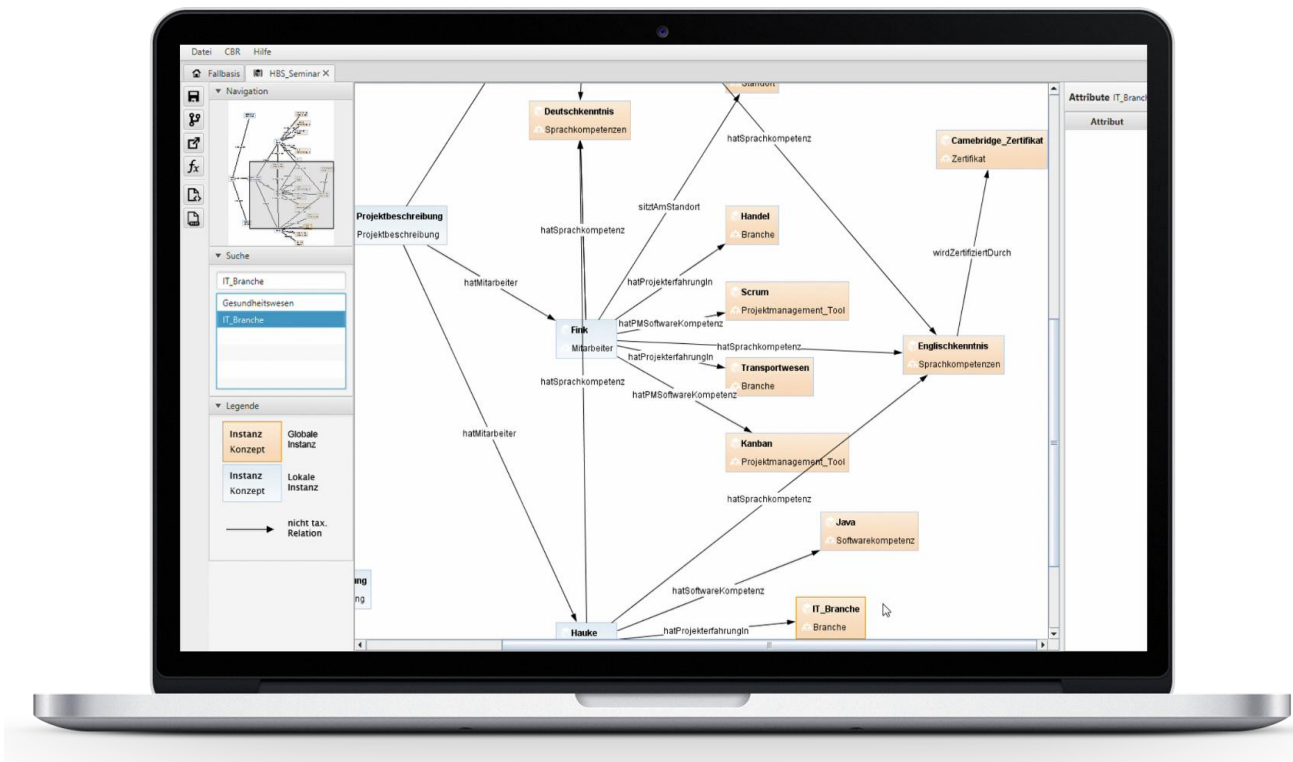 Datei CBR Hilfe
Fallbasis HBS_Seminar
Navigation
Suche
IT_Branche
Gesundheitswesen
IT_Branche
Legende
Instanz
Konzept
Globale
Instanz
Instanz
Konzept
Lokale
Instanz
nicht tax.
Relation
Standort
Deutschkenntnis
Sprachkompetenzen
hatSprachkompetenz
Camebridge_Zertifikat
Zertifikat
sitztAmStandort
Projektbeschreibung
Projektbeschreibung
Handel
Branche
hatSprachkompetenz
wirdZertifiziertDurch
hatMitarbeiter
hatProjekterfahrungIn
Scrum
Projektmanagement_Tool
hatPMSoftwareKompetenz
Fink
Mitarbeiter
hatSprachkompetenz
Englischkenntnis
Sprachkompetenzen
hatProjekterfahrungIn
Transportwesen
Branche
hatSprachkompetenz
hatPMSoftwareKompetenz
hatMitarbeiter
Kanban
Projektmanagement_Tool
hatSprachkompetenz
Java
Softwarekompetenz
ng
hatSoftwareKompetenz
IT_Branche
Branche
hatProjekterfahrungIn
Hauke
Attribute IT_Branch
Attribut
fx